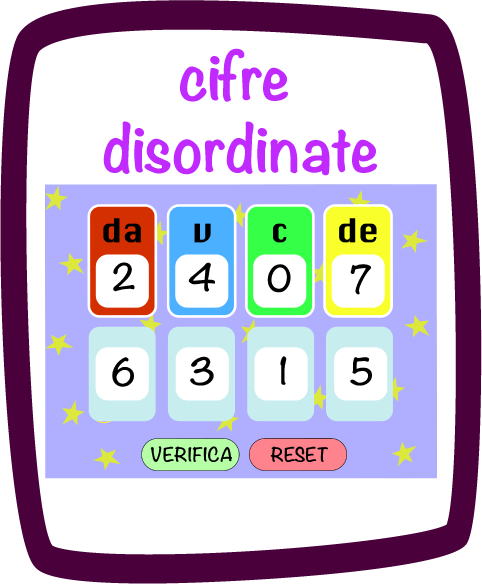 cifre
disordinate
da v c de
2 4 0 7
6 3 1 5
VERIFICA RESET